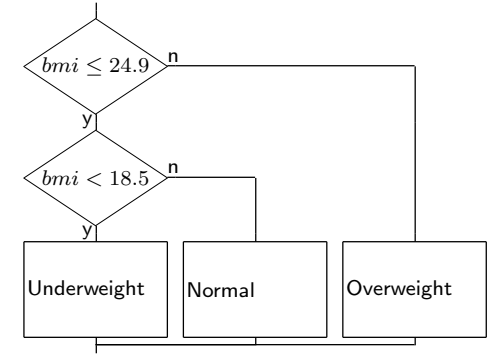 bmi ≤ 24.9
n
y
bmi < 18.5
n
y
Underweight
Normal
Overweight